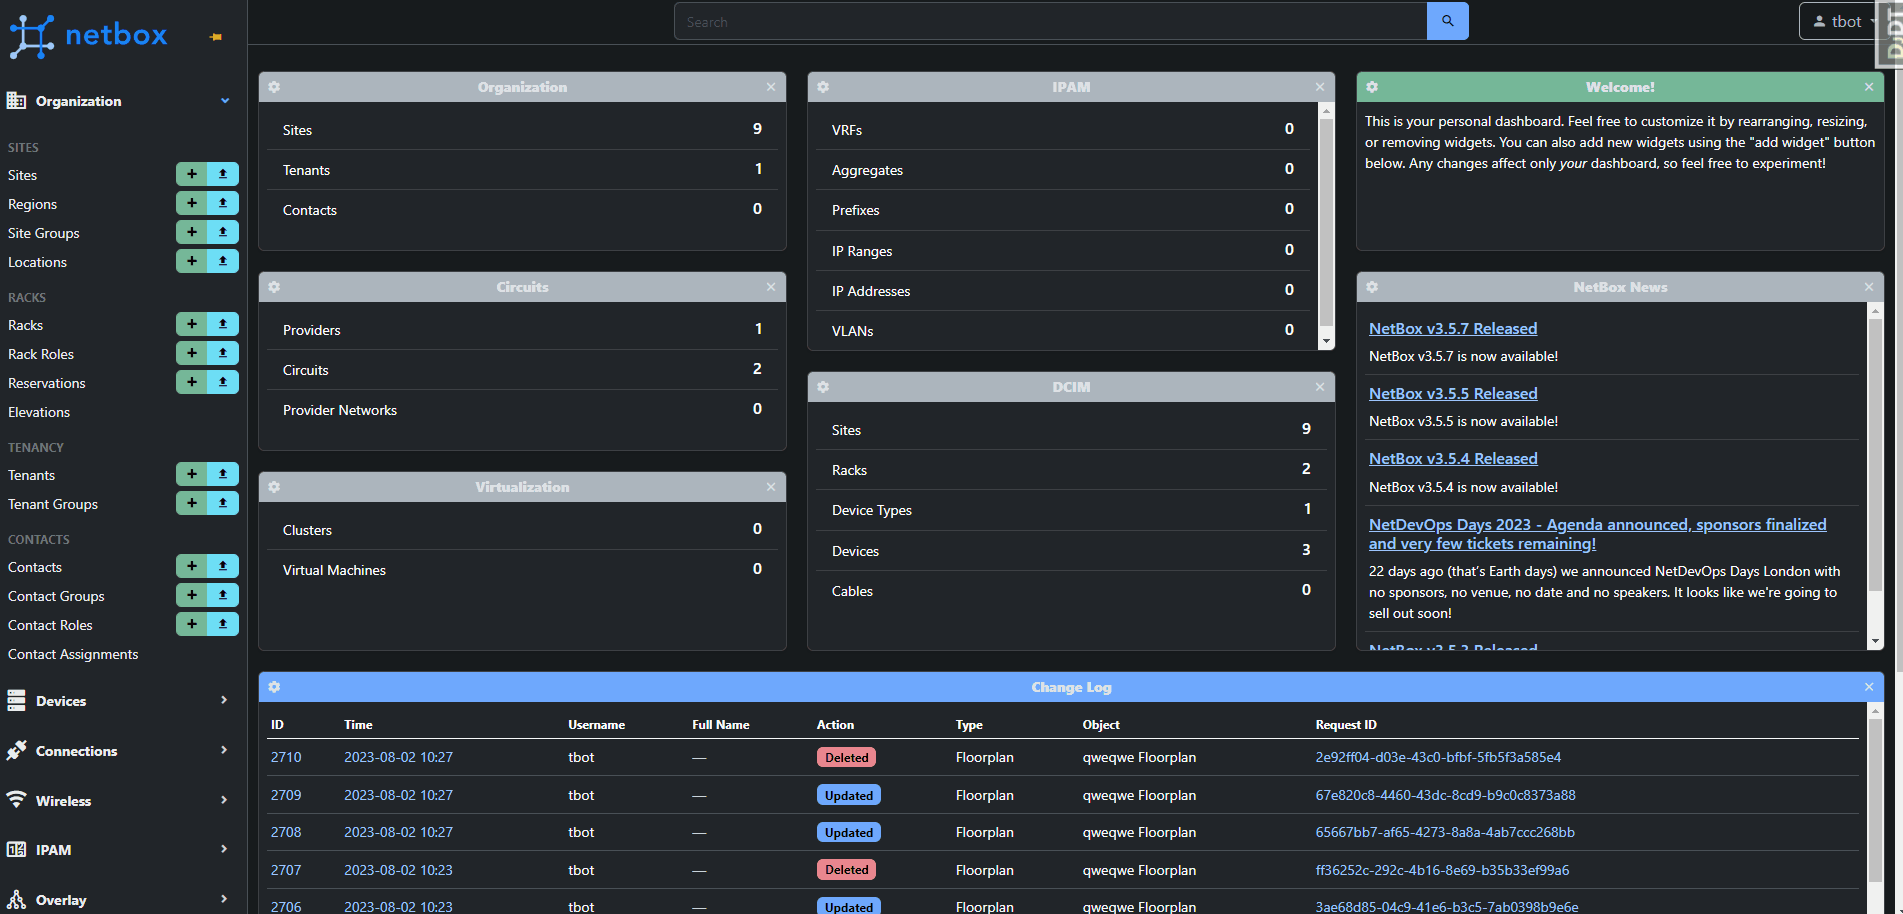 netbox
Search
tbot
DJDT
Organization
SITES
Sites
Regions
Site Groups
Locations
RACKS
Racks
Rack Roles
Reservations
Elevations
TENANCY
Tenants
Tenant Groups
CONTACTS
Contacts
Contact Groups
Contact Roles
Contact Assignments
Devices
Connections
Wireless
IPAM
Overlay
Organization
Sites 9
Tenants 1
Contacts 0
Circuits
Providers 1
Circuits 2
Provider Networks 0
Virtualization
Clusters 0
Virtual Machines 0
IPAM
VRFs 0
Aggregates 0
Prefixes 0
IP Ranges 0
IP Addresses 0
VLANs 0
DCIM
Sites 9
Racks 2
Device Types 1
Devices 3
Cables 0
Welcome!
This is your personal dashboard. Feel free to customize it by rearranging, resizing,
or removing widgets. You can also add new widgets using the "add widget" button
below. Any changes affect only your dashboard, so feel free to experiment!
NetBox News
NetBox v3.5.7 Released
NetBox v3.5.7 is now available!
NetBox v3.5.5 Released
NetBox v3.5.5 is now available!
NetBox v3.5.4 Released
NetBox v3.5.4 is now available!
NetDevOps Days 2023 - Agenda announced, sponsors finalized
and very few tickets remaining!
22 days ago (that’s Earth days) we announced NetDevOps Days London with
no sponsors, no venue, no date and no speakers. It looks like we're going to
sell out soon!
NetBox v3.5.3 Released
Change Log
ID Time Username Full Name Action Type Object Request ID
2710 2023-08-02 10:27 tbot — Deleted Floorplan qweqwe Floorplan 2e92ff04-d03e-43c0-bfbf-5fb5f3a585e4
2709 2023-08-02 10:27 tbot — Updated Floorplan qweqwe Floorplan 67e820c8-4460-43dc-8cd9-b9c0c8373a88
2708 2023-08-02 10:27 tbot — Updated Floorplan qweqwe Floorplan 65667bb7-af65-4273-8a8a-4ab7ccc268bb
2707 2023-08-02 10:23 tbot — Deleted Floorplan qweqwe Floorplan ff36252c-292c-4b16-8e69-b35b33ef99a6
2706 2023-08-02 10:23 tbot — Updated Floorplan qweqwe Floorplan 3ae68d85-04c9-41e6-b3c5-7ab0398b9e6e